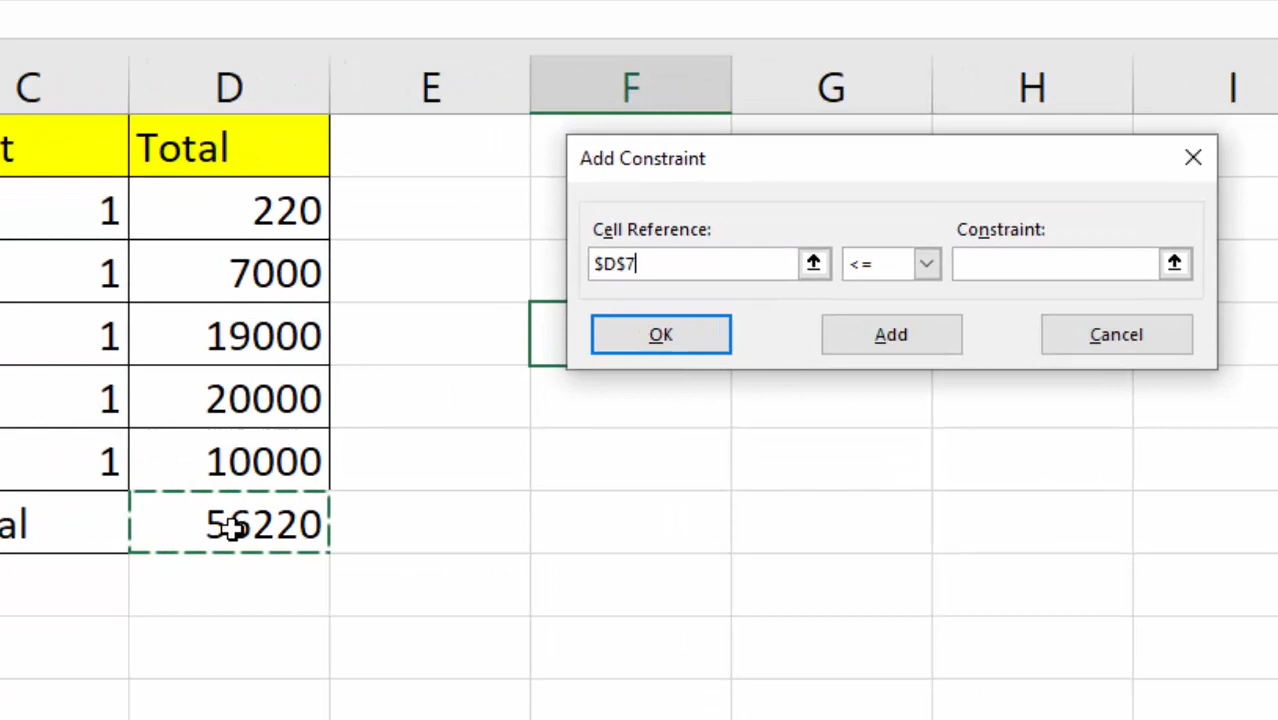 C D E F G H I
t Total
1 220
1 7000
1 19000
1 20000
1 10000
al 56220
Add Constraint
Cell Reference: Constraint:
$D$7 <=
OK Add Cancel